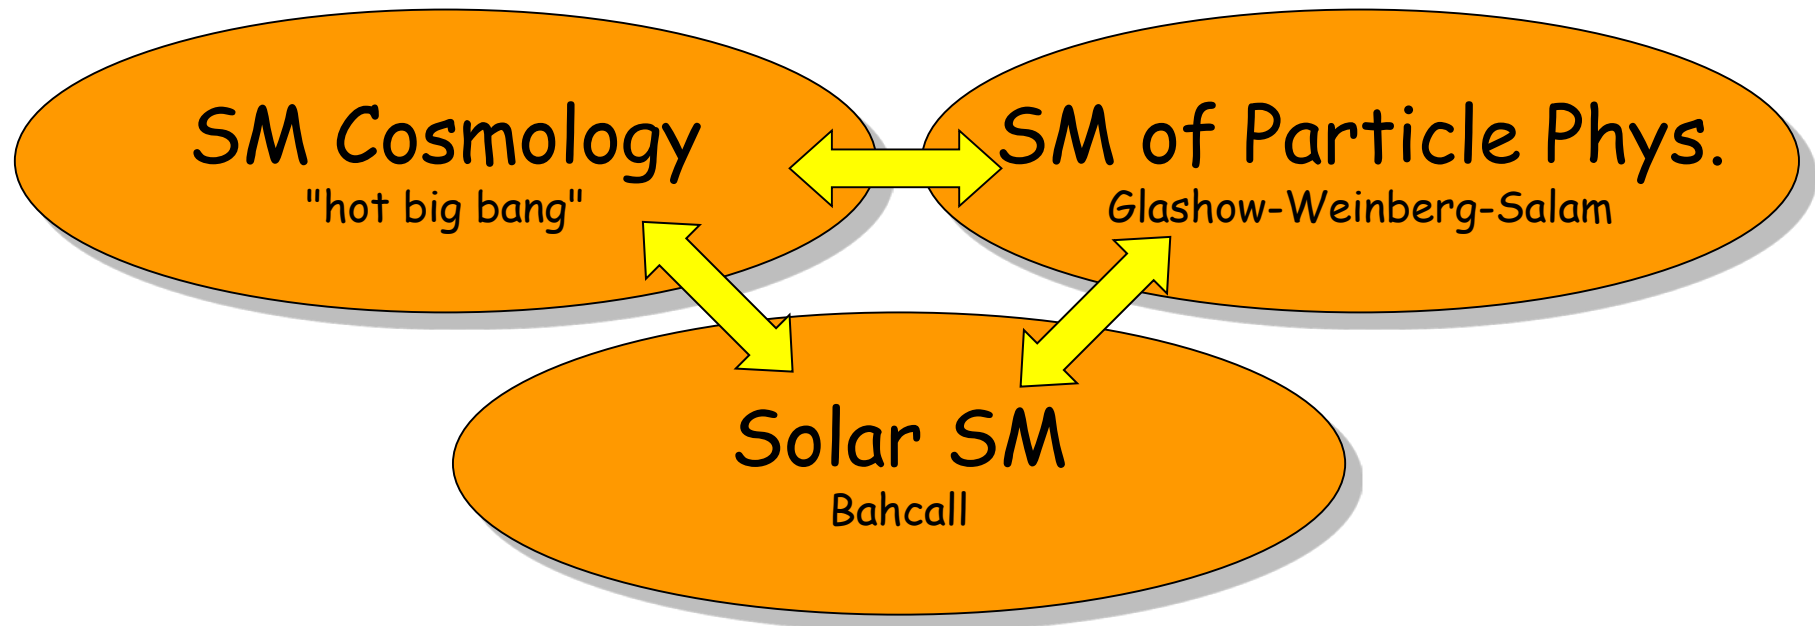 SM Cosmology
"hot big bang"
SM of Particle Phys.
Glashow-Weinberg-Salam
Solar SM
Bahcall